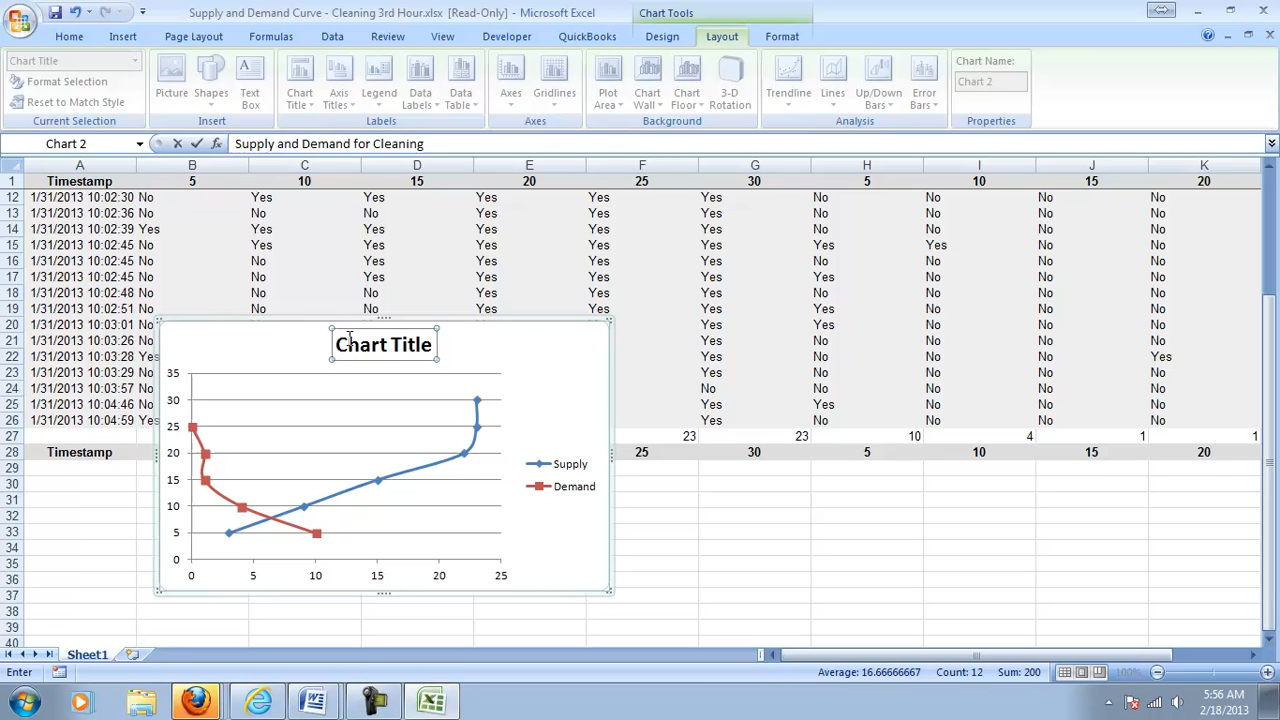 Supply and Demand Curve - Cleaning 3rd Hour.xlsx [Read-Only] - Microsoft Excel
Chart Tools
Home Insert Page Layout Formulas Data Review View Developer QuickBooks Design Layout Format
Chart Title
Format Selection
Reset to Match Style
Current Selection
Picture Shapes Text Box
Insert
Chart Title Axis Titles Legend Data Labels Data Table
Labels
Axes Gridlines
Axes
Plot Area Chart Wall Chart Floor 3-D Rotation
Background
Trendline Lines Up/Down Bars Error Bars
Analysis
Chart Name:
Chart 2
Properties
Chart 2 fx Supply and Demand for Cleaning
A B C D E F G H I J K
1 Timestamp 5 10 15 20 25 30 5 10 15 20
12 1/31/2013 10:02:30 No Yes Yes Yes Yes Yes No No No No
13 1/31/2013 10:02:36 No No No Yes Yes Yes No No No No
14 1/31/2013 10:02:39 Yes Yes Yes Yes Yes Yes No No No No
15 1/31/2013 10:02:45 No Yes Yes Yes Yes Yes Yes Yes No No
16 1/31/2013 10:02:45 No No Yes Yes Yes Yes No No No No
17 1/31/2013 10:02:45 No No Yes Yes Yes Yes Yes No No No
18 1/31/2013 10:02:48 No No No Yes Yes Yes No No No No
19 1/31/2013 10:02:51 No No No Yes Yes Yes No No No No
20 1/31/2013 10:03:01 No Yes Yes No No No
21 1/31/2013 10:03:26 No Yes No No No No
22 1/31/2013 10:03:28 Yes Yes No No No Yes
23 1/31/2013 10:03:29 No Yes No No No No
24 1/31/2013 10:03:57 No No No No No No
25 1/31/2013 10:04:46 No Yes Yes No No No
26 1/31/2013 10:04:59 Yes Yes No No No No
27 23 23 10 4 1 1
28 Timestamp 25 30 5 10 15 20
29
30
31
32
33
34
35
36
37
38
39
40
Chart Title
35
30
25
20
15
10
5
0
0 5 10 15 20 25
Supply
Demand
Sheet1
Enter Average: 16.66666667 Count: 12 Sum: 200 100%
5:56 AM
2/18/2013